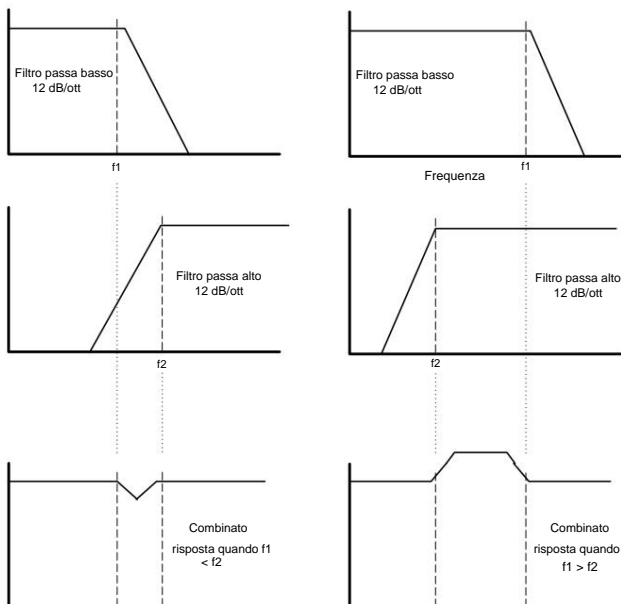 Filtro passa basso
12 dB/ott
f1
Filtro passa basso
12 dB/ott
f1
Frequenza
Filtro passa alto
12 dB/ott
f2
Filtro passa alto
12 dB/ott
f2
Combinato
risposta quando f1
< f2
Combinato
risposta quando
f1 > f2